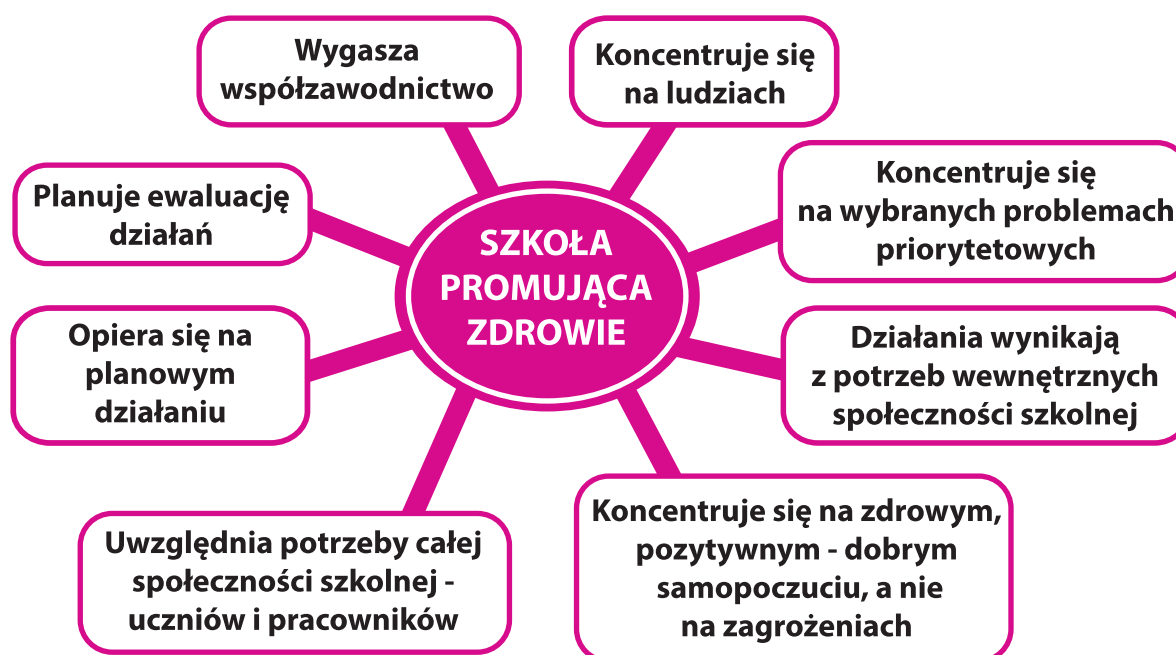 Wygasza
współzawodnictwo
Koncentruje się
na ludziach
Planuje ewaluację
działań
Koncentruje się
na wybranych problemach
priorytetowych
SZKOŁA
PROMUJĄCA
ZDROWIE
Opiera się na
planowym
działaniu
Działania wynikają
z potrzeb wewnętrznych
społeczności szkolnej
Uwzględnia potrzeby całej
społeczności szkolnej -
uczniów i pracowników
Koncentruje się na zdrowym,
pozytywnym - dobrym
samopoczuciu, a nie
na zagrożeniach